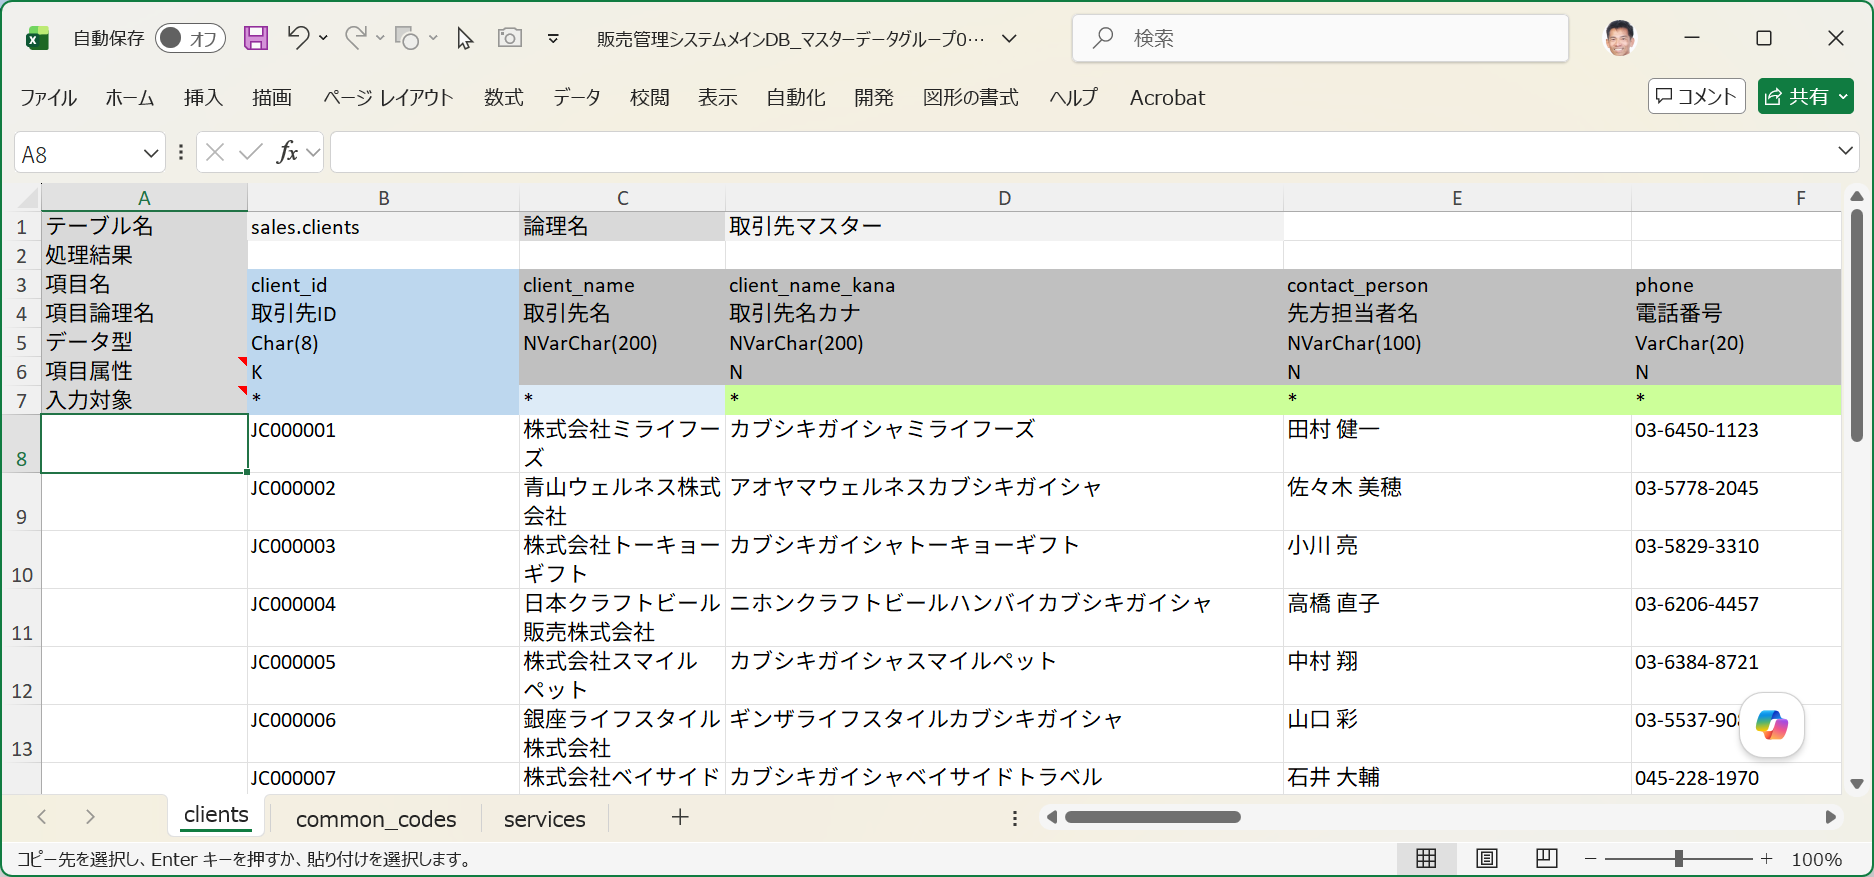 自動保存 オフ 販売管理システムメインDB_マスターデータグループ0… 検索
ファイル ホーム 挿入 描画 ページ レイアウト 数式 データ 校閲 表示 自動化 開発 図形の書式 ヘルプ Acrobat コメント 共有
A8 fx
A B C D E F
1 テーブル名 sales.clients 論理名 取引先マスター
2 処理結果
3 項目名 client_id client_name client_name_kana contact_person phone
4 項目論理名 取引先ID 取引先名 取引先名カナ 先方担当者名 電話番号
5 データ型 Char(8) NVarChar(200) NVarChar(200) NVarChar(100) VarChar(20)
6 項目属性 K N N N
7 入力対象 * * * * *
JC000001 株式会社ミライフー カブシキガイシャミライフーズ 田村 健一 03-6450-1123
8 ズ
JC000002 青山ウェルネス株式 アオヤマウェルネスカブシキガイシャ 佐々木 美穂 03-5778-2045
9 会社
JC000003 株式会社トーキョー カブシキガイシャトーキョーギフト 小川 亮 03-5829-3310
10 ギフト
JC000004 日本クラフトビール ニホンクラフトビールハンバイカブシキガイシャ 高橋 直子 03-6206-4457
11 販売株式会社
JC000005 株式会社スマイル カブシキガイシャスマイルペット 中村 翔 03-6384-8721
12 ペット
JC000006 銀座ライフスタイル ギンザライフスタイルカブシキガイシャ 山口 彩 03-5537-90
13 株式会社
JC000007 株式会社ベイサイド カブシキガイシャベイサイドトラベル 石井 大輔 045-228-1970
clients common_codes services
コピー先を選択し、Enter キーを押すか、貼り付けを選択します。 100%